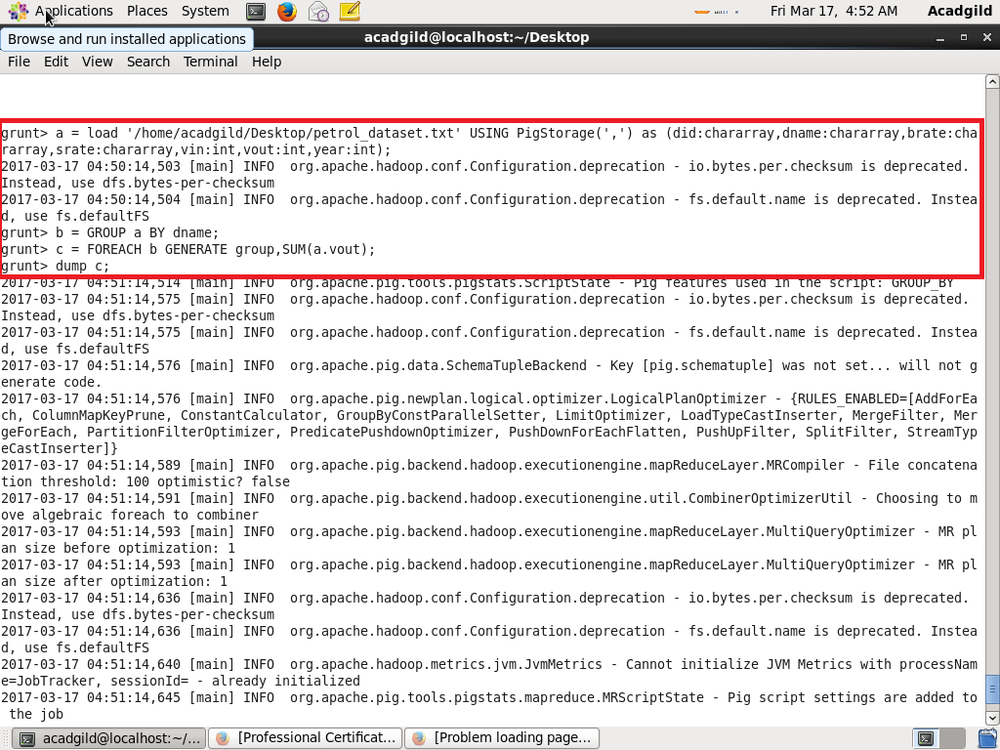 Applications Places System Fri Mar 17, 4:52 AM Acadgild
Browse and run installed applications
acadgild@localhost:~/Desktop
File Edit View Search Terminal Help
grunt> a = load '/home/acadgild/Desktop/petrol_dataset.txt' USING PigStorage(',') as (did:chararray,dname:chararray,brate:cha
rarray,srate:chararray,vin:int,vout:int,year:int);
2017-03-17 04:50:14,503 [main] INFO  org.apache.hadoop.conf.Configuration.deprecation - io.bytes.per.checksum is deprecated.
Instead, use dfs.bytes-per-checksum
2017-03-17 04:50:14,504 [main] INFO  org.apache.hadoop.conf.Configuration.deprecation - fs.default.name is deprecated. Instea
d, use fs.defaultFS
grunt> b = GROUP a BY dname;
grunt> c = FOREACH b GENERATE group,SUM(a.vout);
grunt> dump c;
2017-03-17 04:51:14,514 [main] INFO  org.apache.pig.tools.pigstats.ScriptState - Pig features used in the script: GROUP_BY
2017-03-17 04:51:14,575 [main] INFO  org.apache.hadoop.conf.Configuration.deprecation - io.bytes.per.checksum is deprecated.
Instead, use dfs.bytes-per-checksum
2017-03-17 04:51:14,575 [main] INFO  org.apache.hadoop.conf.Configuration.deprecation - fs.default.name is deprecated. Instea
d, use fs.defaultFS
2017-03-17 04:51:14,576 [main] INFO  org.apache.pig.data.SchemaTupleBackend - Key [pig.schematuple] was not set... will not g
enerate code.
2017-03-17 04:51:14,576 [main] INFO  org.apache.pig.newplan.logical.optimizer.LogicalPlanOptimizer - {RULES_ENABLED=[AddForEa
ch, ColumnMapKeyPrune, ConstantCalculator, GroupByConstParallelSetter, LimitOptimizer, LoadTypeCastInserter, MergeFilter, Mer
geForEach, PartitionFilterOptimizer, PredicatePushdownOptimizer, PushDownForEachFlatten, PushUpFilter, SplitFilter, StreamTyp
eCastInserter]}
2017-03-17 04:51:14,589 [main] INFO  org.apache.pig.backend.hadoop.executionengine.mapReduceLayer.MRCompiler - File concatena
tion threshold: 100 optimistic? false
2017-03-17 04:51:14,591 [main] INFO  org.apache.pig.backend.hadoop.executionengine.util.CombinerOptimizerUtil - Choosing to m
ove algebraic foreach to combiner
2017-03-17 04:51:14,593 [main] INFO  org.apache.pig.backend.hadoop.executionengine.mapReduceLayer.MultiQueryOptimizer - MR pl
an size before optimization: 1
2017-03-17 04:51:14,593 [main] INFO  org.apache.pig.backend.hadoop.executionengine.mapReduceLayer.MultiQueryOptimizer - MR pl
an size after optimization: 1
2017-03-17 04:51:14,636 [main] INFO  org.apache.hadoop.conf.Configuration.deprecation - io.bytes.per.checksum is deprecated.
Instead, use dfs.bytes-per-checksum
2017-03-17 04:51:14,636 [main] INFO  org.apache.hadoop.conf.Configuration.deprecation - fs.default.name is deprecated. Instea
d, use fs.defaultFS
2017-03-17 04:51:14,640 [main] INFO  org.apache.hadoop.metrics.jvm.JvmMetrics - Cannot initialize JVM Metrics with processNam
e=JobTracker, sessionId= - already initialized
2017-03-17 04:51:14,645 [main] INFO  org.apache.pig.tools.pigstats.mapreduce.MRScriptState - Pig script settings are added to
 the job
acadgild@localhost:~/... [Professional Certificat... [Problem loading page...